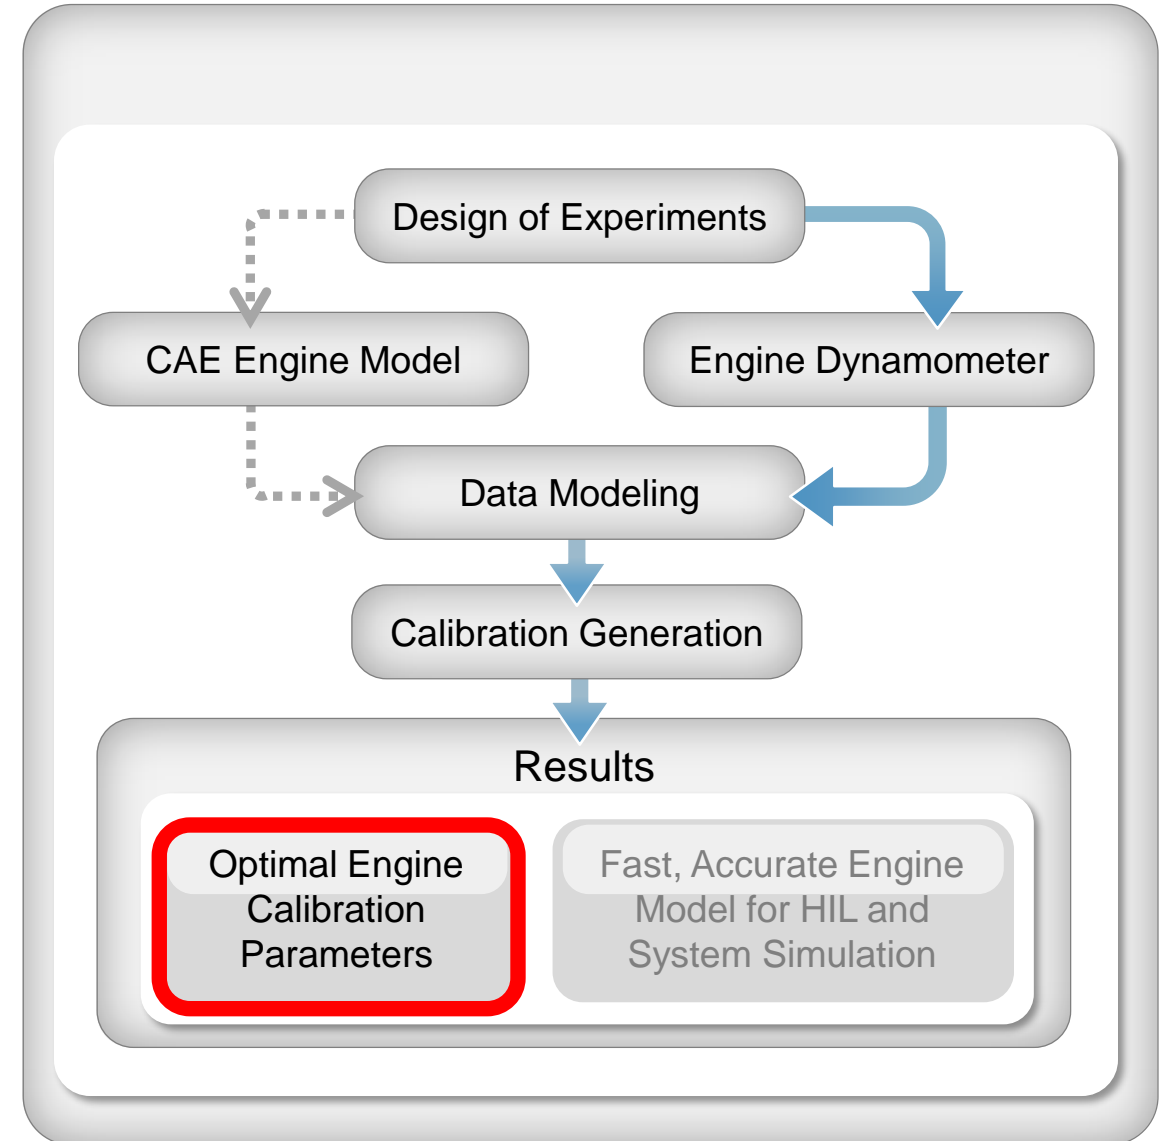 Design of Experiments
CAE Engine Model
Engine Dynamometer
Data Modeling
Calibration Generation
Results
Optimal Engine
Calibration
Parameters
Fast, Accurate Engine
Model for HIL and
System Simulation